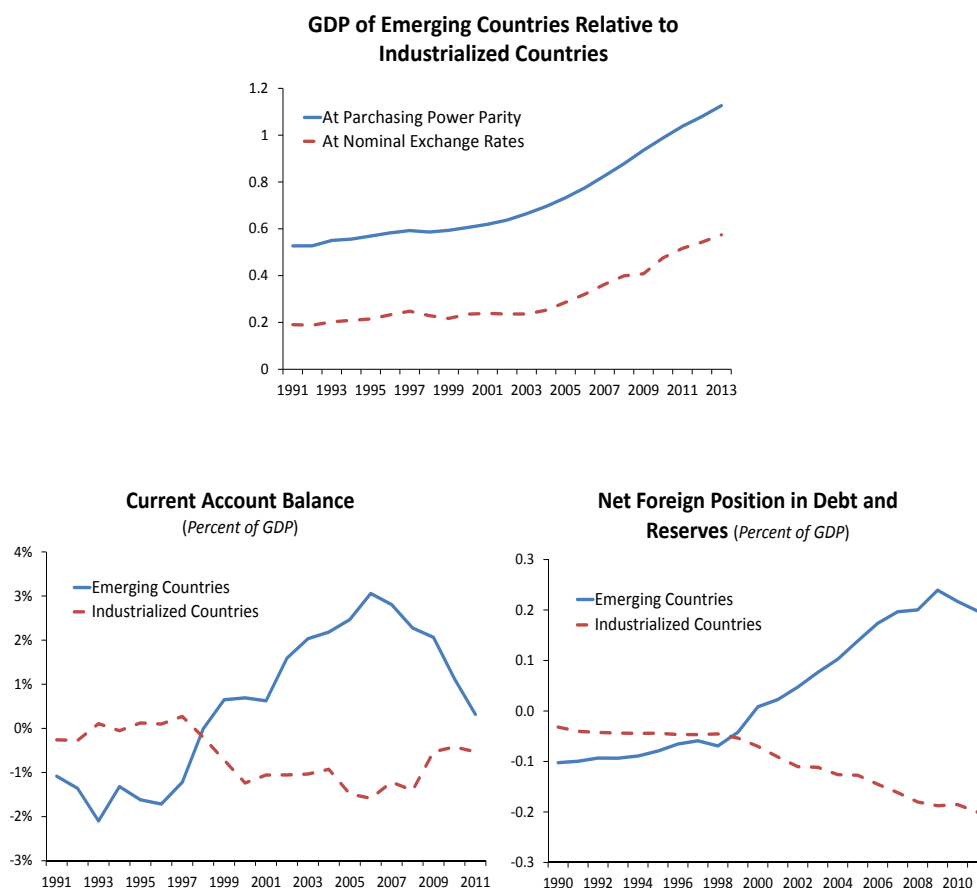 GDP of Emerging Countries Relative to
Industrialized Countries
1.2
1
0.8
0.6
0.4
0.2
0
At Parchasing Power Parity
At Nominal Exchange Rates
1991 1993 1995 1997 1999 2001 2003 2005 2007 2009 2011 2013
Current Account Balance
(Percent of GDP)
4%
3%
2%
1%
0%
-1%
-2%
-3%
Emerging Countries
Industrialized Countries
1991 1993 1995 1997 1999 2001 2003 2005 2007 2009 2011
Net Foreign Position in Debt and
Reserves (Percent of GDP)
0.3
0.2
0.1
0.0
-0.1
-0.2
-0.3
Emerging Countries
Industrialized Countries
1990 1992 1994 1996 1998 2000 2002 2004 2006 2008 2010